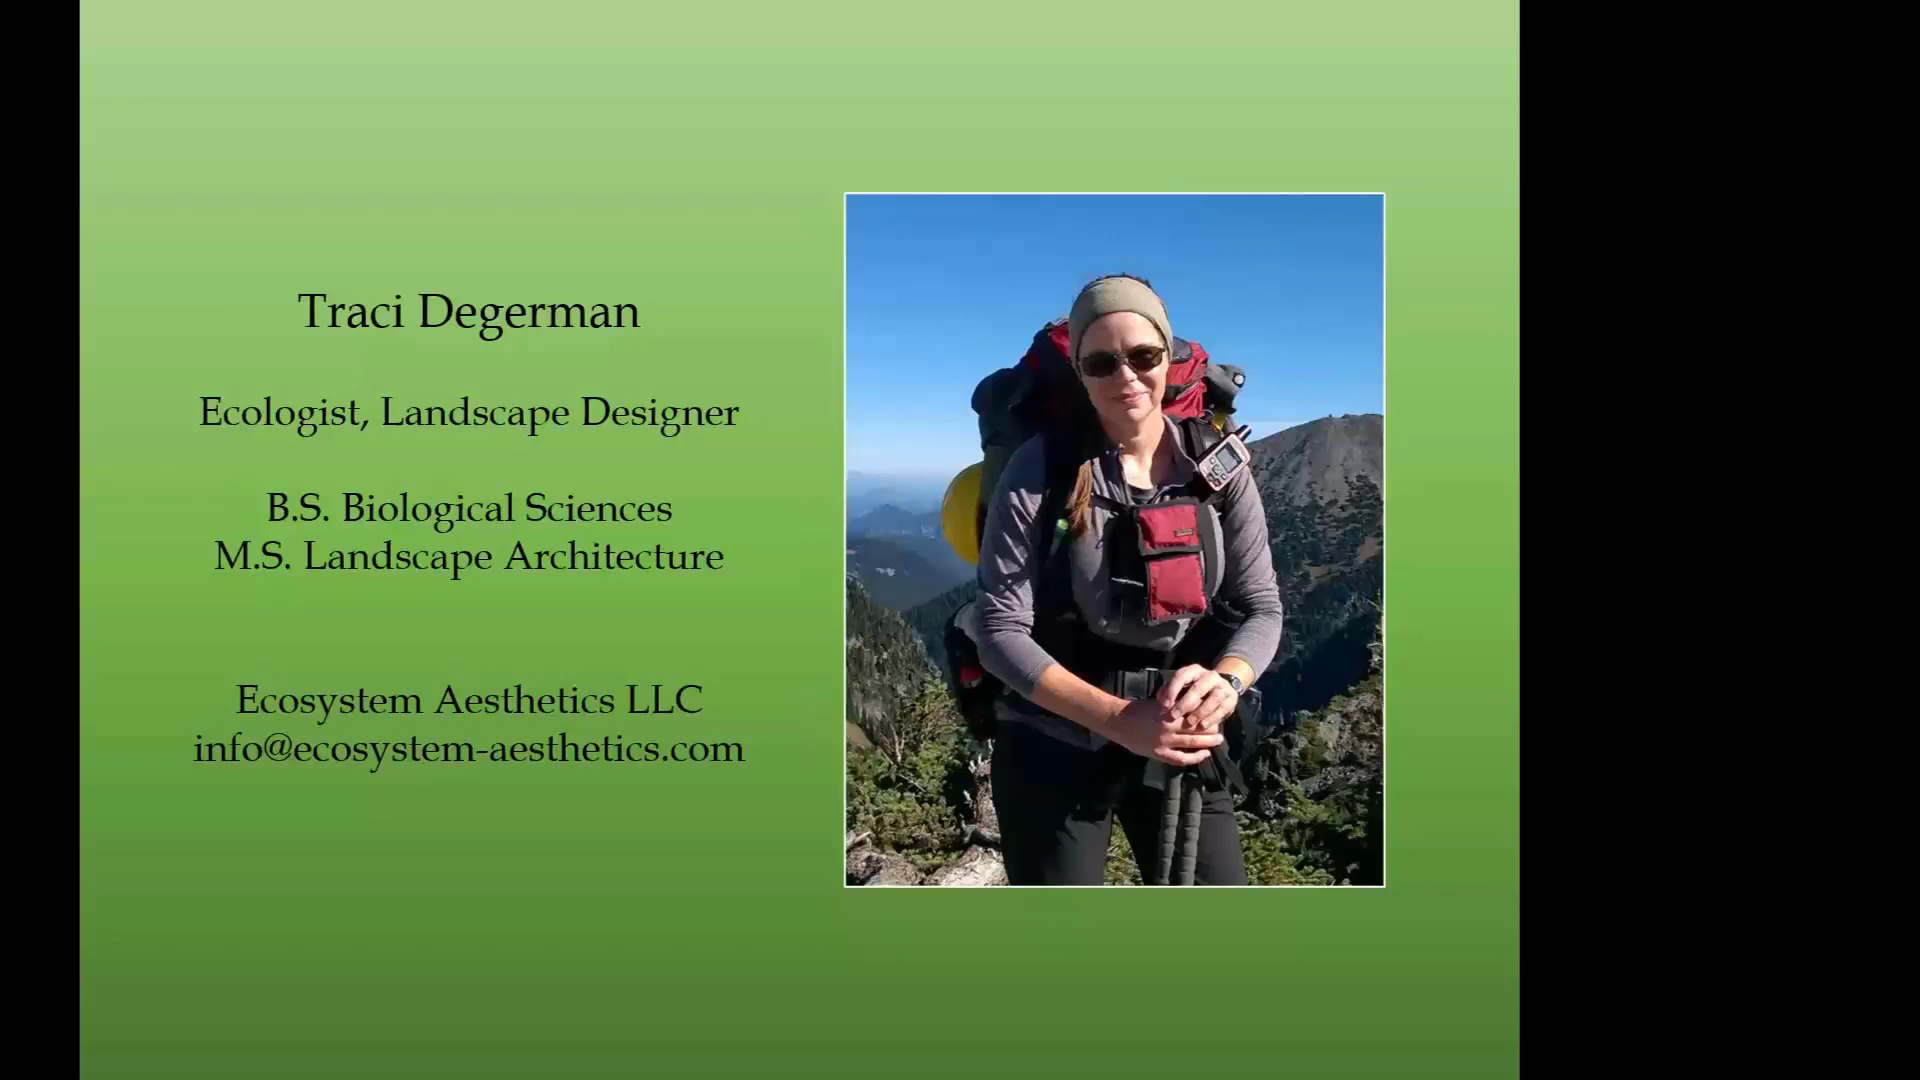 Traci Degerman
Ecologist, Landscape Designer
B.S. Biological Sciences
M.S. Landscape Architecture
Ecosystem Aesthetics LLC
info@ecosystem-aesthetics.com